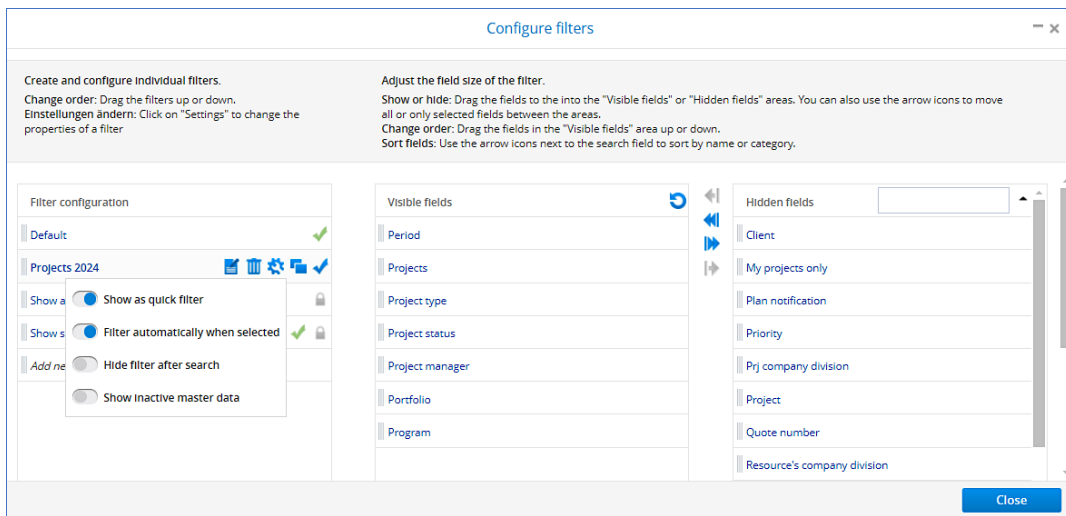 Configure filters
Create and configure individual filters.
Change order: Drag the filters up or down.
Einstellungen ändern: Click on "Settings" to change the
properties of a filter
Adjust the field size of the filter.
Show or hide: Drag the fields to the into the "Visible fields" or "Hidden fields" areas. You can also use the arrow icons to move
all or only selected fields between the areas.
Change order: Drag the fields in the "Visible fields" area up or down.
Sort fields: Use the arrow icons next to the search field to sort by name or category.
Filter configuration
Default
Projects 2024
Show a
Show s
Add ne
Show as quick filter
Filter automatically when selected
Hide filter after search
Show inactive master data
Visible fields
Period
Projects
Project type
Project status
Project manager
Portfolio
Program
Hidden fields
Client
My projects only
Plan notification
Priority
Prj company division
Project
Quote number
Resource's company division
Close